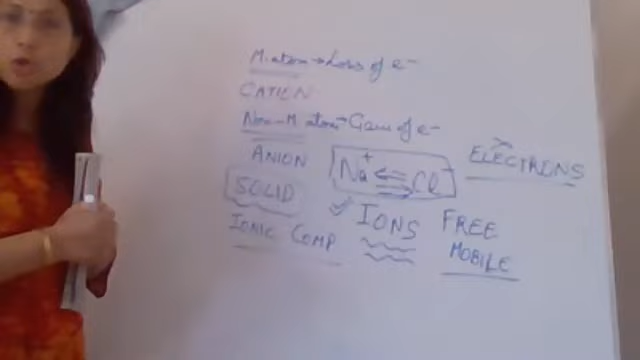 M-atom → Loss of e⁻
CATION
Non-M atom → Gain of e⁻
ANION
Na⁺ ⇌ Cl⁻
ELECTRONS
SOLID
✓ IONS FREE
IONIC COMP
MOBILE